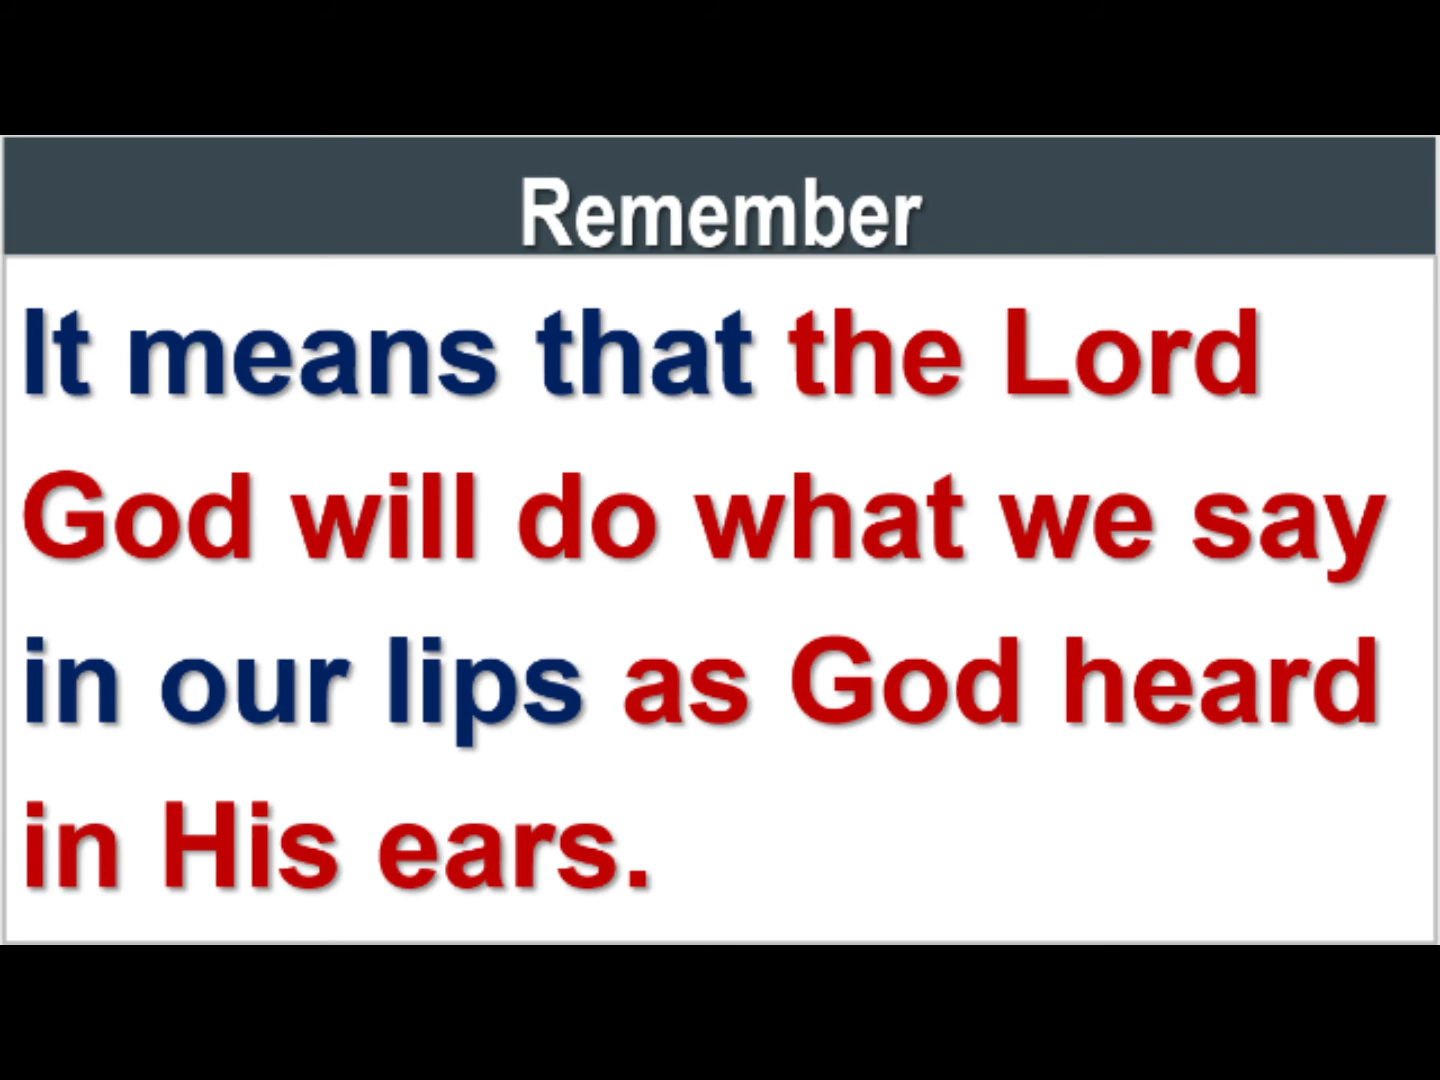 Remember
It means that the Lord
God will do what we say
in our lips as God heard
in His ears.